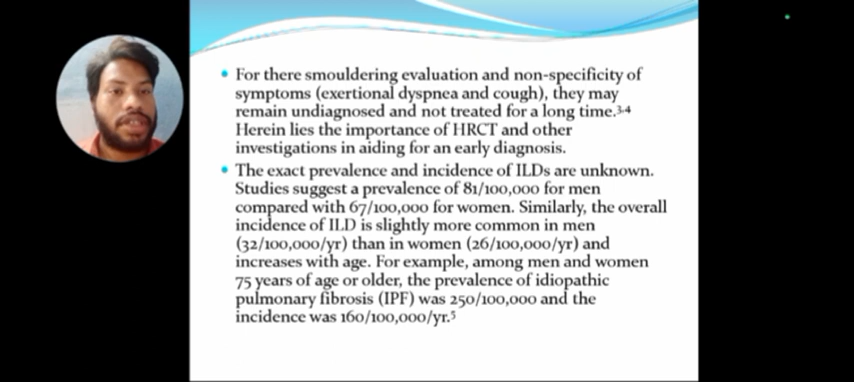 • For there smouldering evaluation and non-specificity of
symptoms (exertional dyspnea and cough), they may
remain undiagnosed and not treated for a long time.³,⁴
Herein lies the importance of HRCT and other
investigations in aiding for an early diagnosis.
• The exact prevalence and incidence of ILDs are unknown.
Studies suggest a prevalence of 81/100,000 for men
compared with 67/100,000 for women. Similarly, the overall
incidence of ILD is slightly more common in men
(32/100,000/yr) than in women (26/100,000/yr) and
increases with age. For example, among men and women
75 years of age or older, the prevalence of idiopathic
pulmonary fibrosis (IPF) was 250/100,000 and the
incidence was 160/100,000/yr.⁵